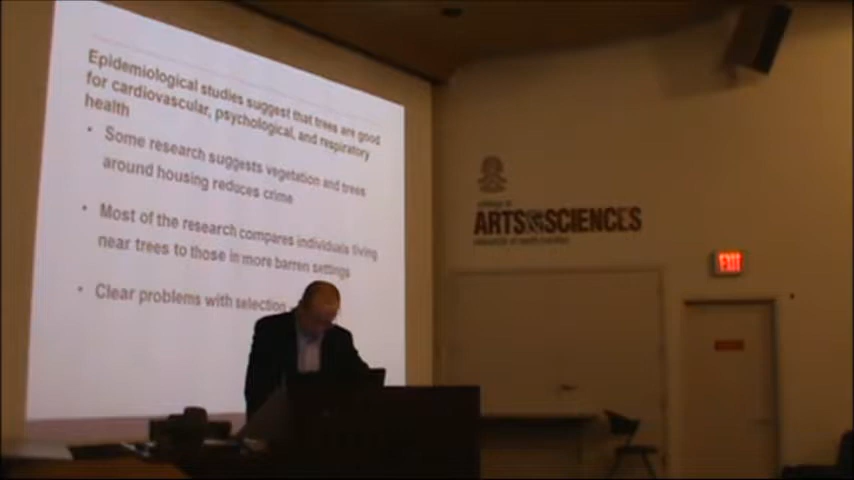 Epidemiological studies suggest that trees are good
for cardiovascular, psychological, and respiratory
health
• Some research suggests vegetation and trees
around housing reduces crime
• Most of the research compares individuals living
near trees to those in more barren settings
• Clear problems with selection
ARTS&SCIENCES
EXIT